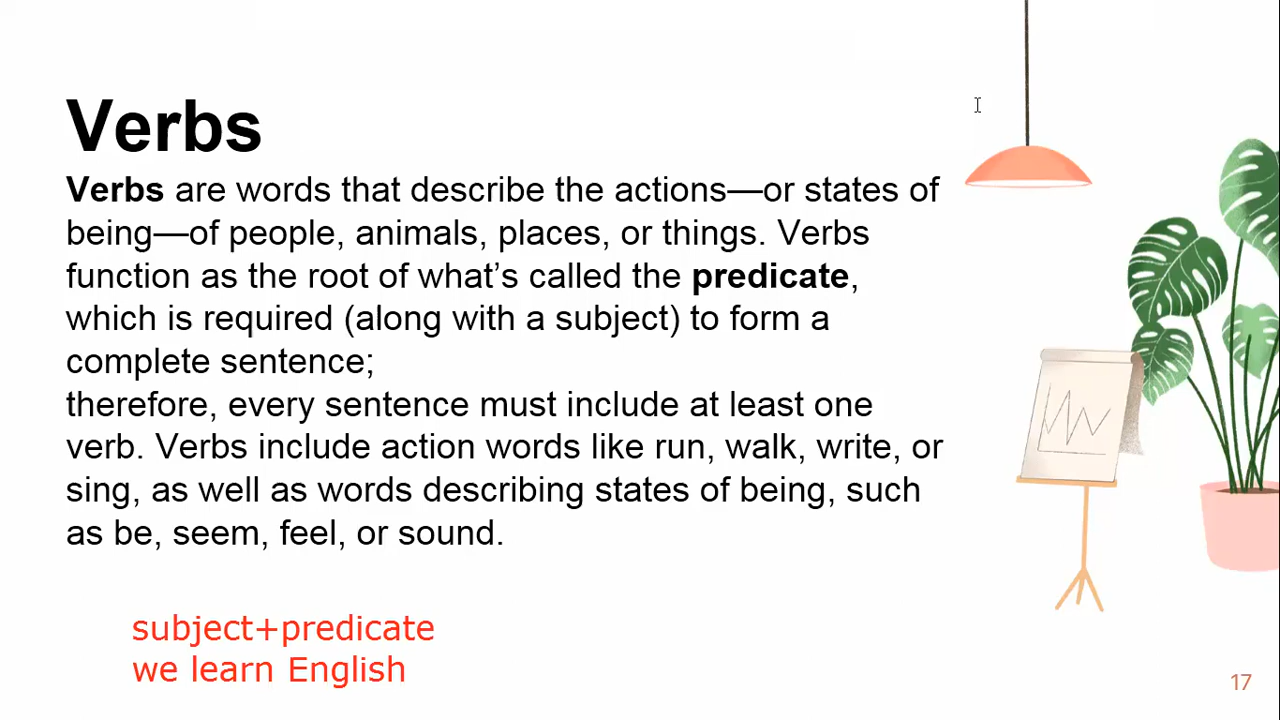 Verbs
Verbs are words that describe the actions—or states of
being—of people, animals, places, or things. Verbs
function as the root of what’s called the predicate,
which is required (along with a subject) to form a
complete sentence;
therefore, every sentence must include at least one
verb. Verbs include action words like run, walk, write, or
sing, as well as words describing states of being, such
as be, seem, feel, or sound.
subject+predicate
we learn English
17